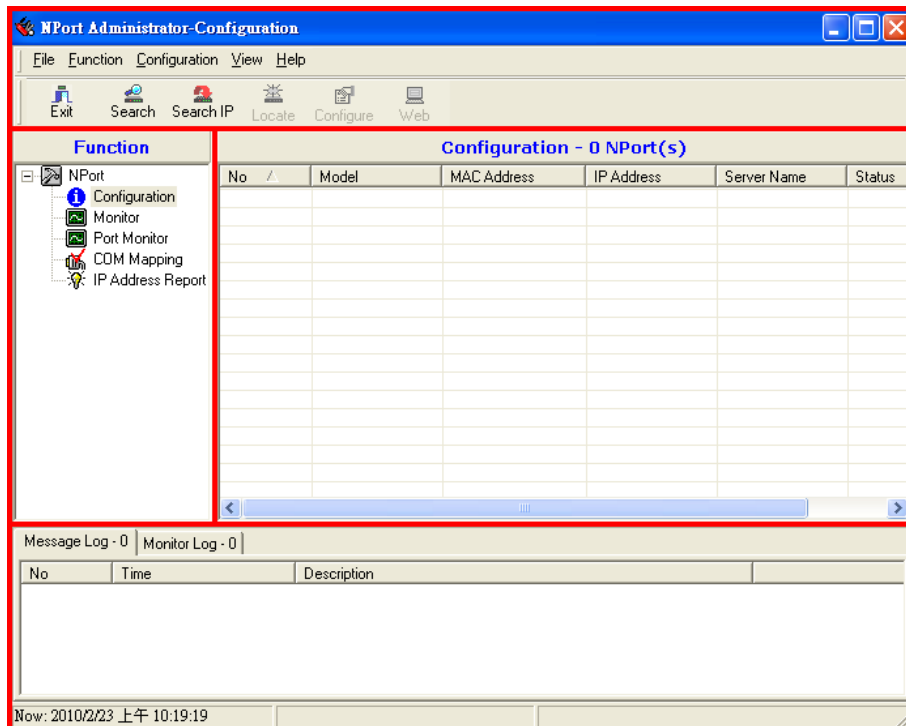 NPort Administrator-Configuration
File Function Configuration View Help
Exit Search Search IP Locate Configure Web
Function
NPort
Configuration
Monitor
Port Monitor
COM Mapping
IP Address Report
Configuration - 0 NPort(s)
No Model MAC Address IP Address Server Name Status
Message Log - 0 Monitor Log - 0
No Time Description
Now: 2010/2/23 上午 10:19:19